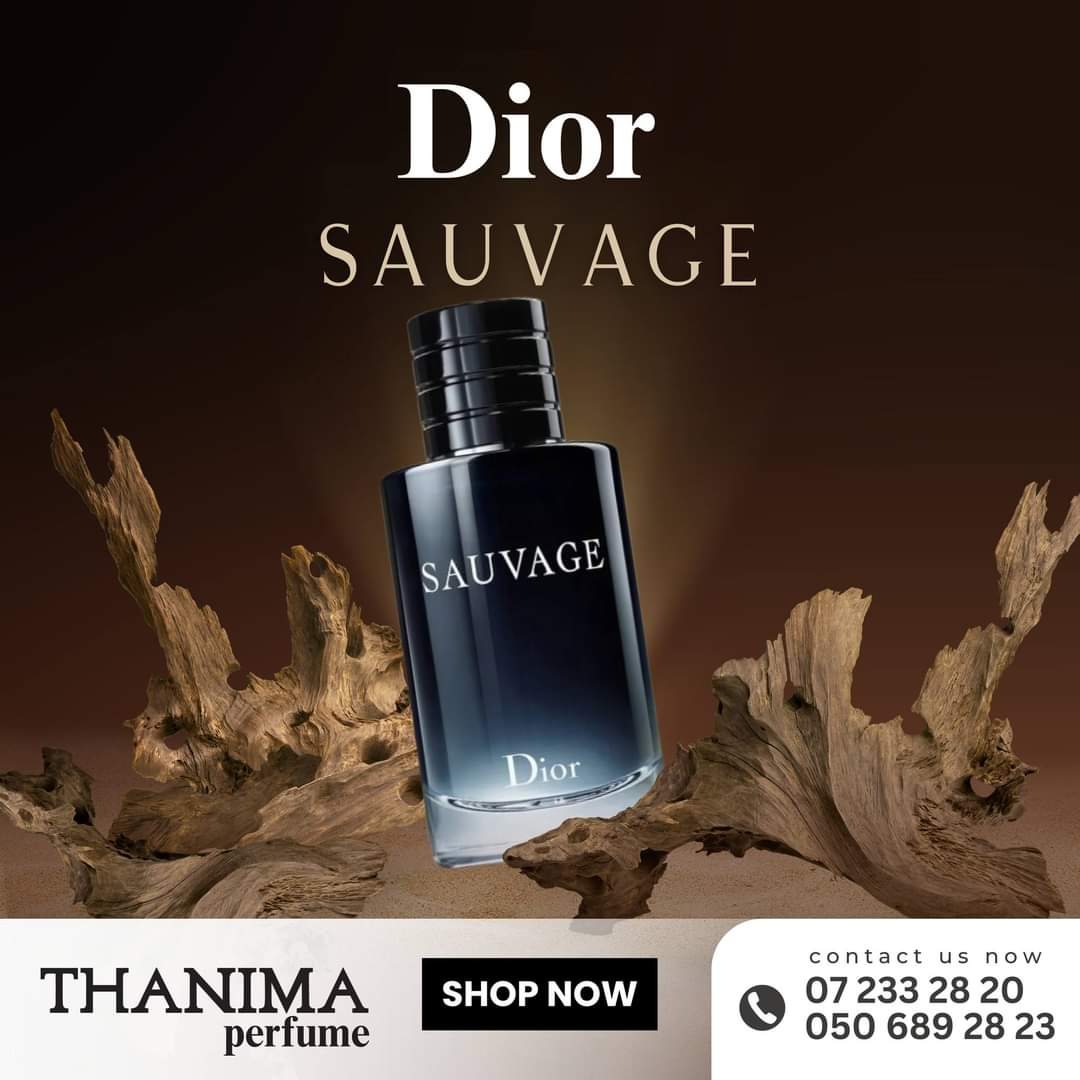 Dior
SAUVAGE
SAUVAGE
Dior
THANIMA
perfume
SHOP NOW
contact us now
07 233 28 20
050 689 28 23